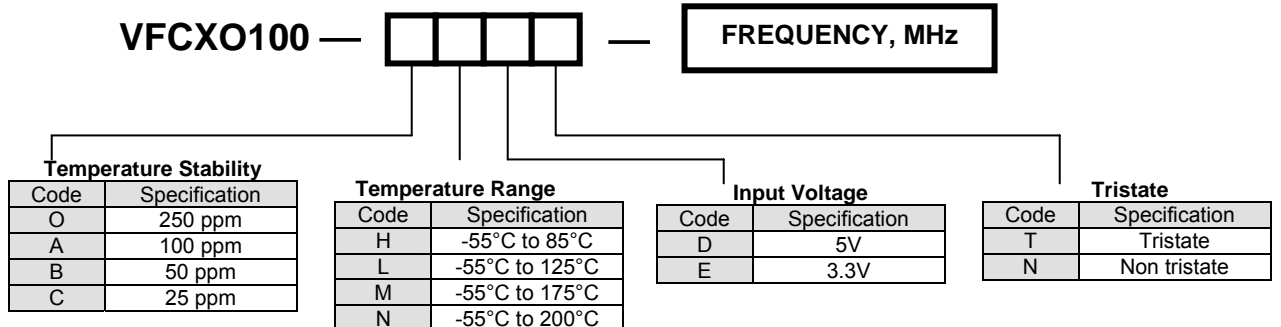 VFCXO100 — — FREQUENCY, MHz
Temperature Stability
Code Specification
O 250 ppm
A 100 ppm
B 50 ppm
C 25 ppm
Temperature Range
Code Specification
H -55°C to 85°C
L -55°C to 125°C
M -55°C to 175°C
N -55°C to 200°C
Input Voltage
Code Specification
D 5V
E 3.3V
Tristate
Code Specification
T Tristate
N Non tristate